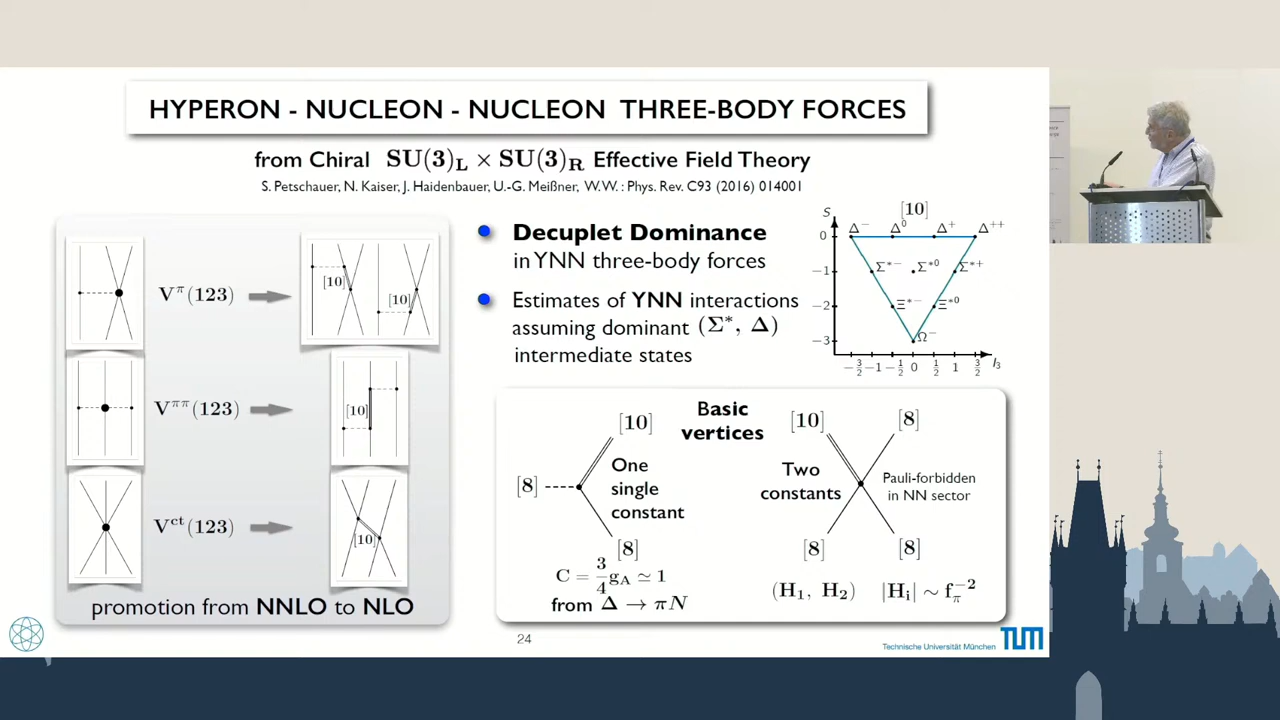 HYPERON - NUCLEON - NUCLEON THREE-BODY FORCES
from Chiral SU(3)_L × SU(3)_R Effective Field Theory
S. Petschauer, N. Kaiser, J. Haidenbauer, U.-G. Meißner, W.W. : Phys. Rev. C93 (2016) 014001
V^π(123)
[10]
[10]
V^ππ(123)
[10]
V^ct(123)
[10]
promotion from NNLO to NLO
Decuplet Dominance
in YNN three-body forces
Estimates of YNN interactions
assuming dominant (Σ*, Δ)
intermediate states
S
[10]
0
Δ⁻ Δ⁰ Δ⁺ Δ⁺⁺
−1
Σ*⁻ Σ*⁰ Σ*⁺
−2
Ξ*⁻ Ξ*⁰
−3
Ω⁻
−3/2 −1 −1/2 0 1/2 1 3/2 I₃
Basic
vertices
[10]
[8]
One
single
constant
[8]
C = 3/4 g_A ≃ 1
from Δ → πN
[10] [8]
Two
constants
Pauli-forbidden
in NN sector
[8] [8]
(H₁, H₂) |Hᵢ| ∼ f_π⁻²
24
Technische Universität München
TUM